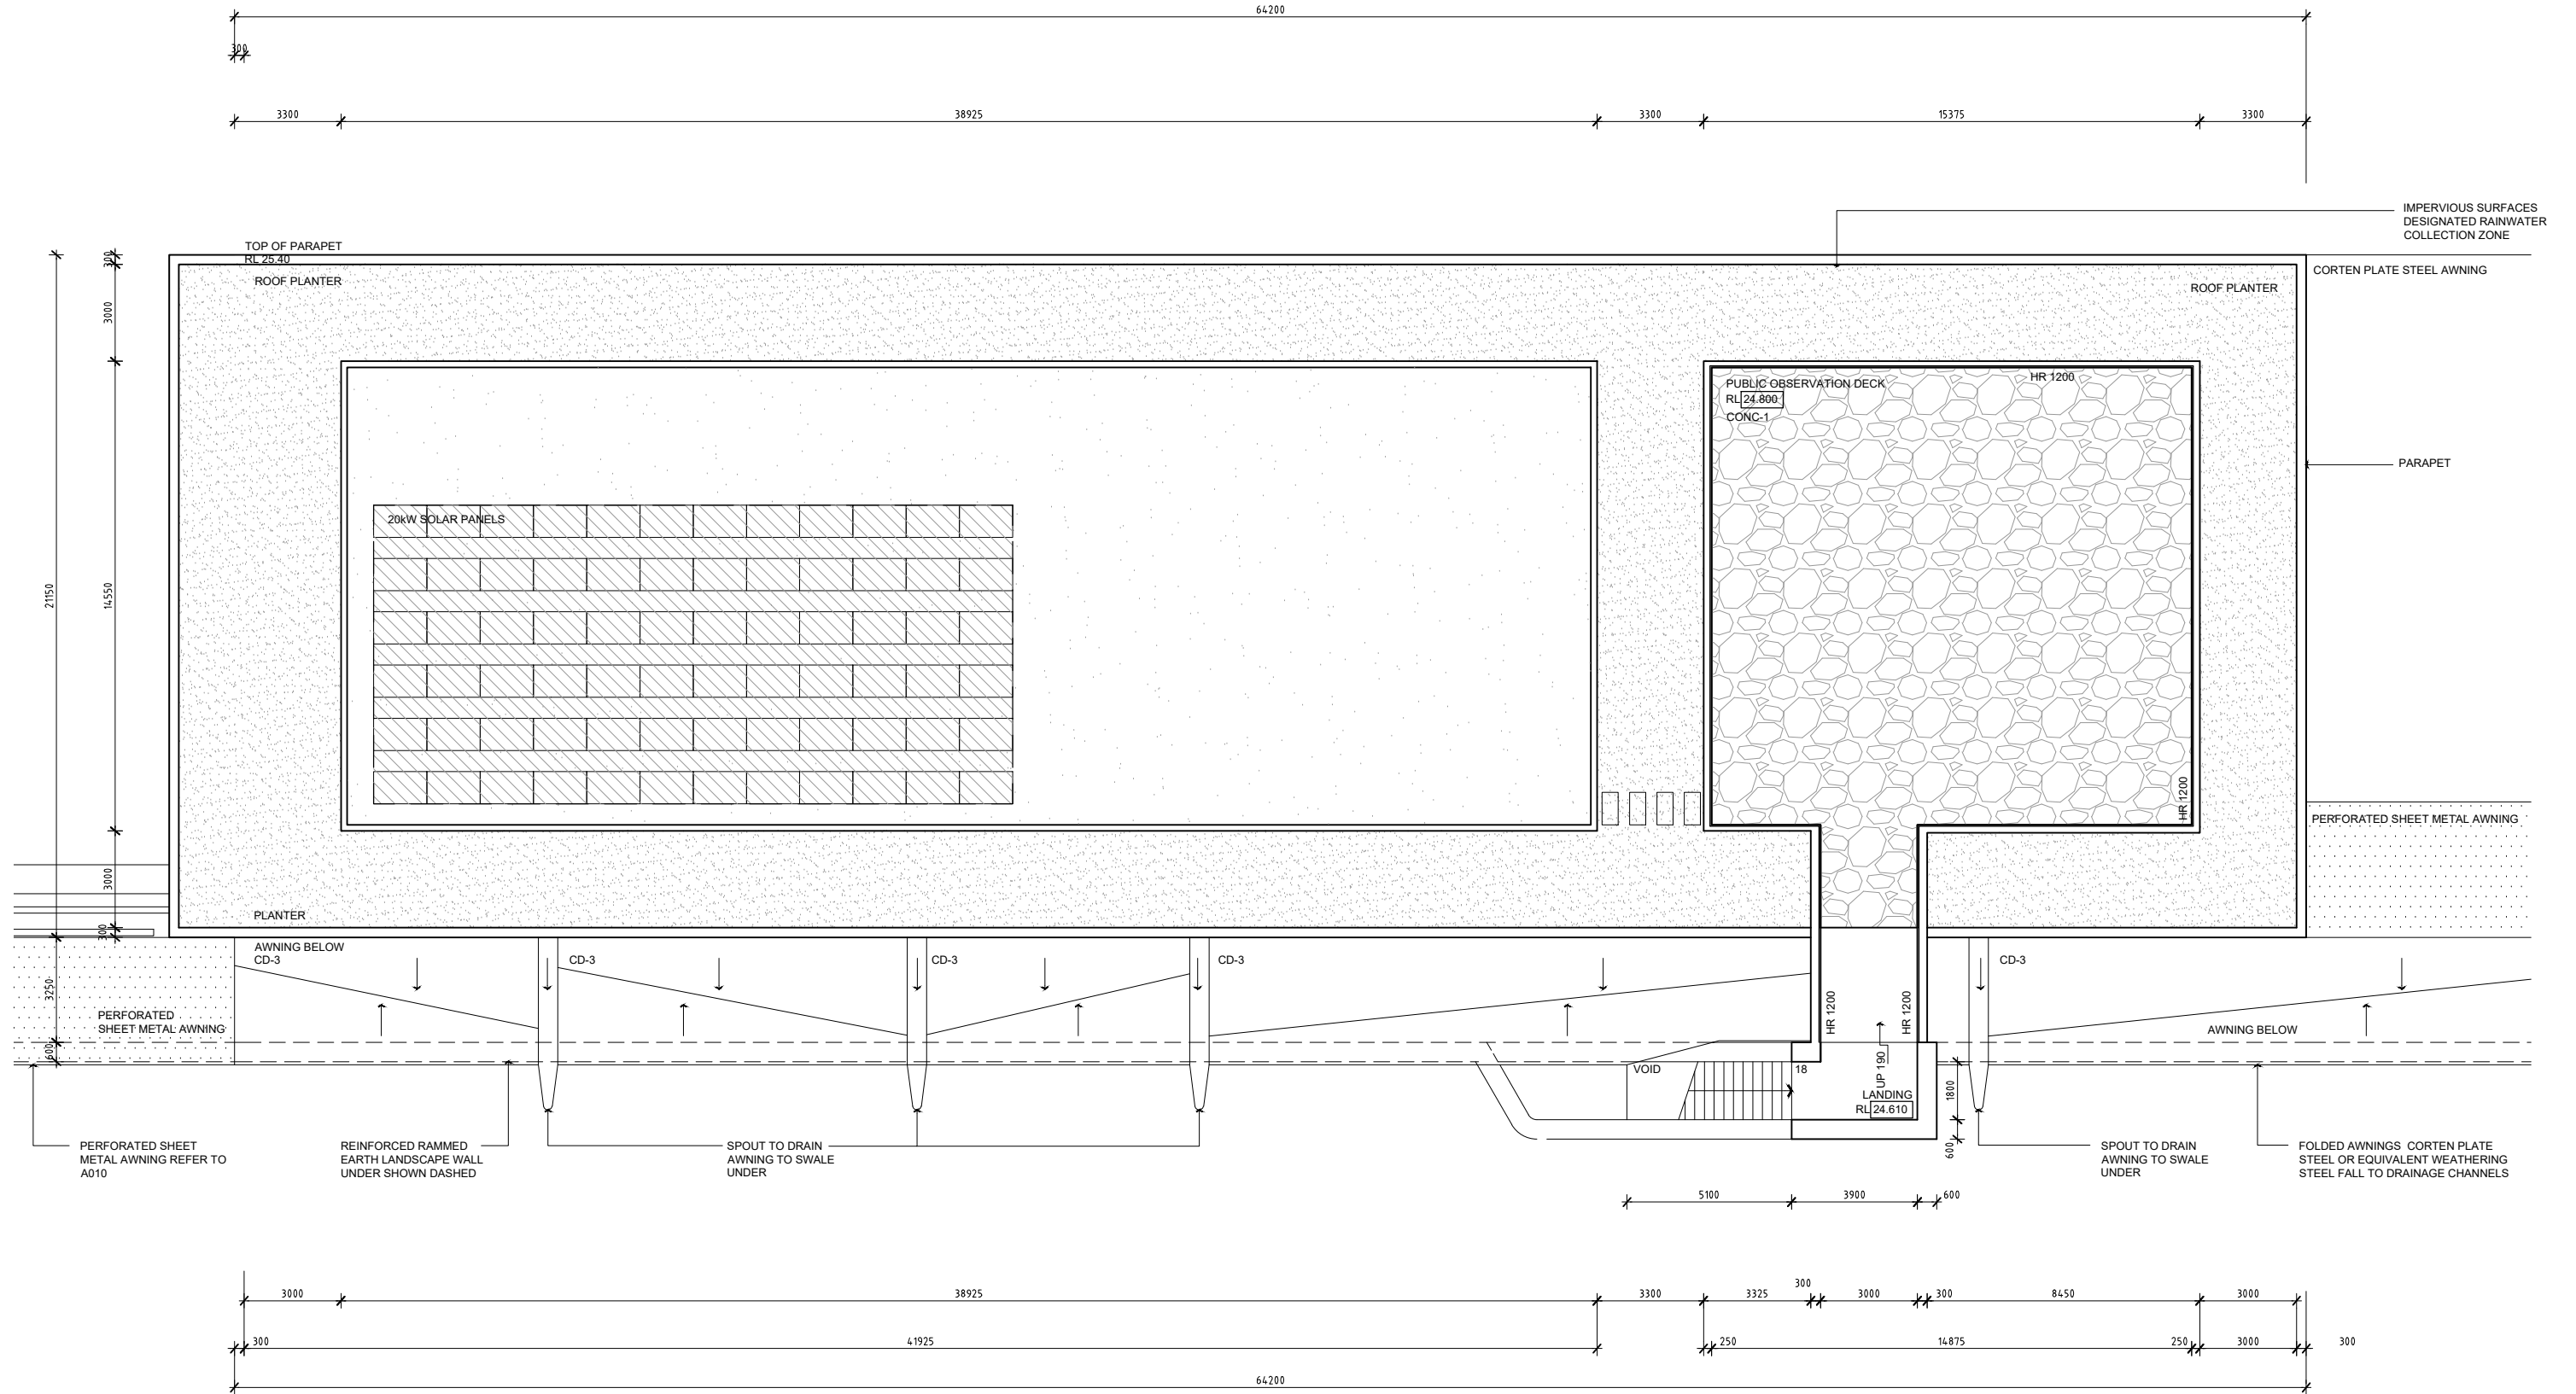 64200
300
3300
38925
3300
15375
3300
IMPERVIOUS SURFACES
DESIGNATED RAINWATER
COLLECTION ZONE
TOP OF PARAPET
RL 25.40
ROOF PLANTER
ROOF PLANTER
CORTEN PLATE STEEL AWNING
300
3000
21150
14550
3000
300
3250
600
PUBLIC OBSERVATION DECK
RL 24.800
CONC-1
HR 1200
PARAPET
20kW SOLAR PANELS
HR 1200
PERFORATED SHEET METAL AWNING
PLANTER
AWNING BELOW
CD-3
CD-3
CD-3
CD-3
CD-3
PERFORATED
SHEET METAL AWNING
HR 1200
HR 1200
AWNING BELOW
VOID
18
UP 190
LANDING
RL 24.610
1800
600
PERFORATED SHEET
METAL AWNING REFER TO
A010
REINFORCED RAMMED
EARTH LANDSCAPE WALL
UNDER SHOWN DASHED
SPOUT TO DRAIN
AWNING TO SWALE
UNDER
SPOUT TO DRAIN
AWNING TO SWALE
UNDER
FOLDED AWNINGS CORTEN PLATE
STEEL OR EQUIVALENT WEATHERING
STEEL FALL TO DRAINAGE CHANNELS
5100
3900
600
3000
38925
3300
3325
300
3000
300
8450
3000
300
41925
250
14875
250
3000
300
64200